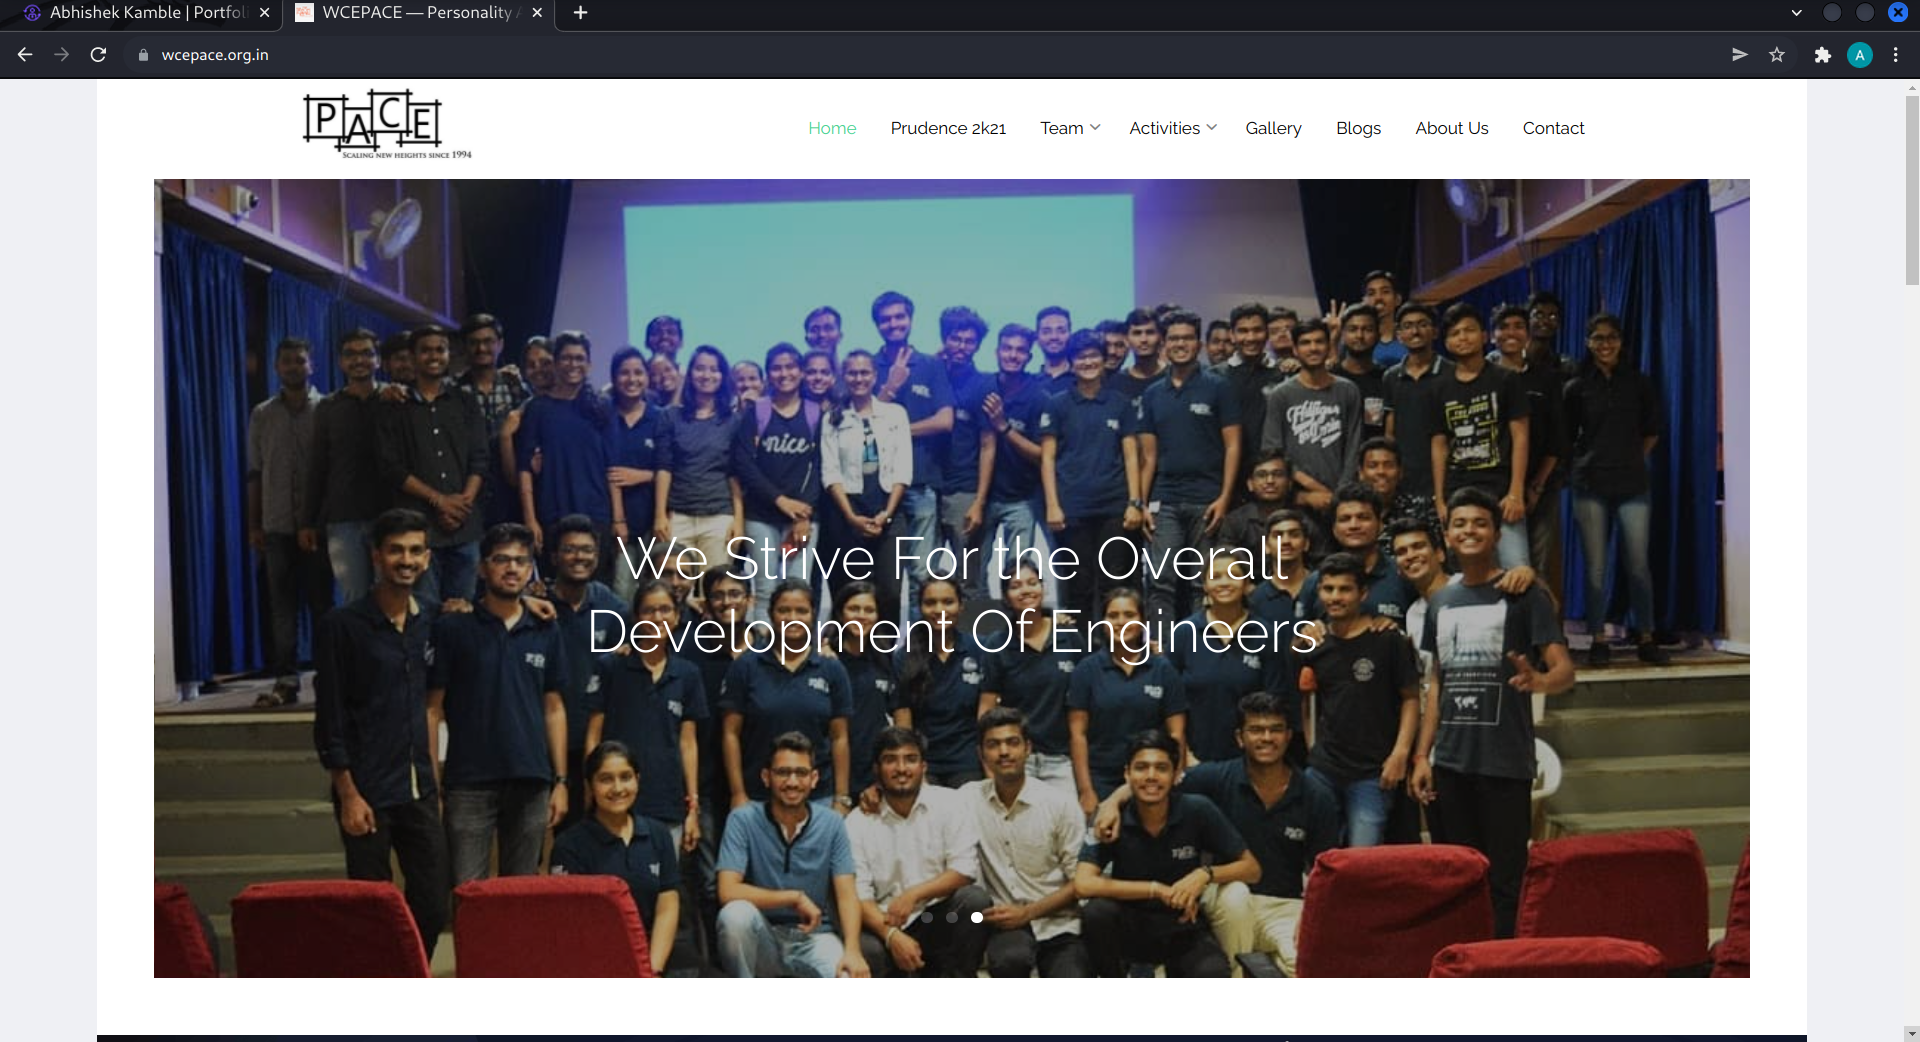 Abhishek Kamble | Portfoli
WCEPACE — Personality
wcepace.org.in
A
PACE
SCALING NEW HEIGHTS SINCE 1994
Home Prudence 2k21 Team Activities Gallery Blogs About Us Contact
nice
We Strive For the Overall
Development Of Engineers